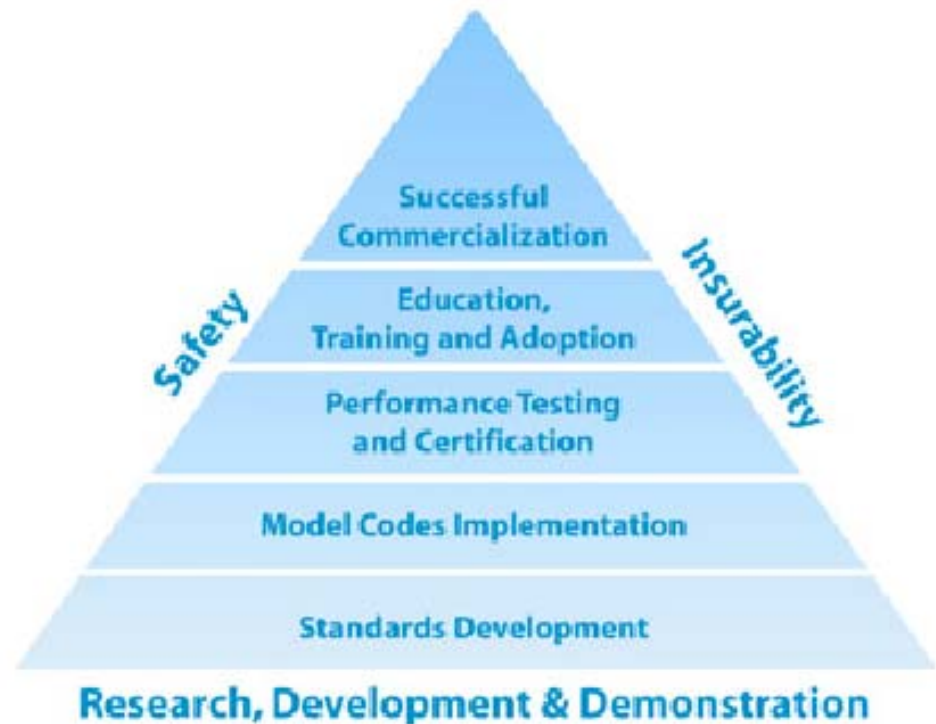 Successful
Commercialization
Safety
Insurability
Education,
Training and Adoption
Performance Testing
and Certification
Model Codes Implementation
Standards Development
Research, Development & Demonstration